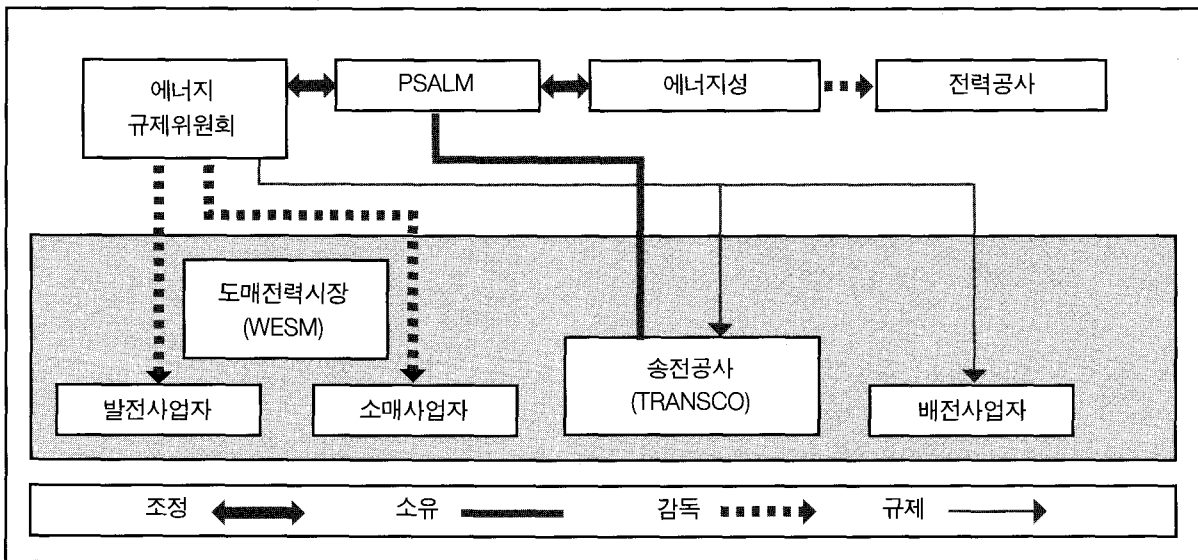 에너지
규제위원회
PSALM
에너지성
전력공사
도매전력시장
(WESM)
발전사업자
소매사업자
송전공사
(TRANSCO)
배전사업자
조정
소유
감독
규제